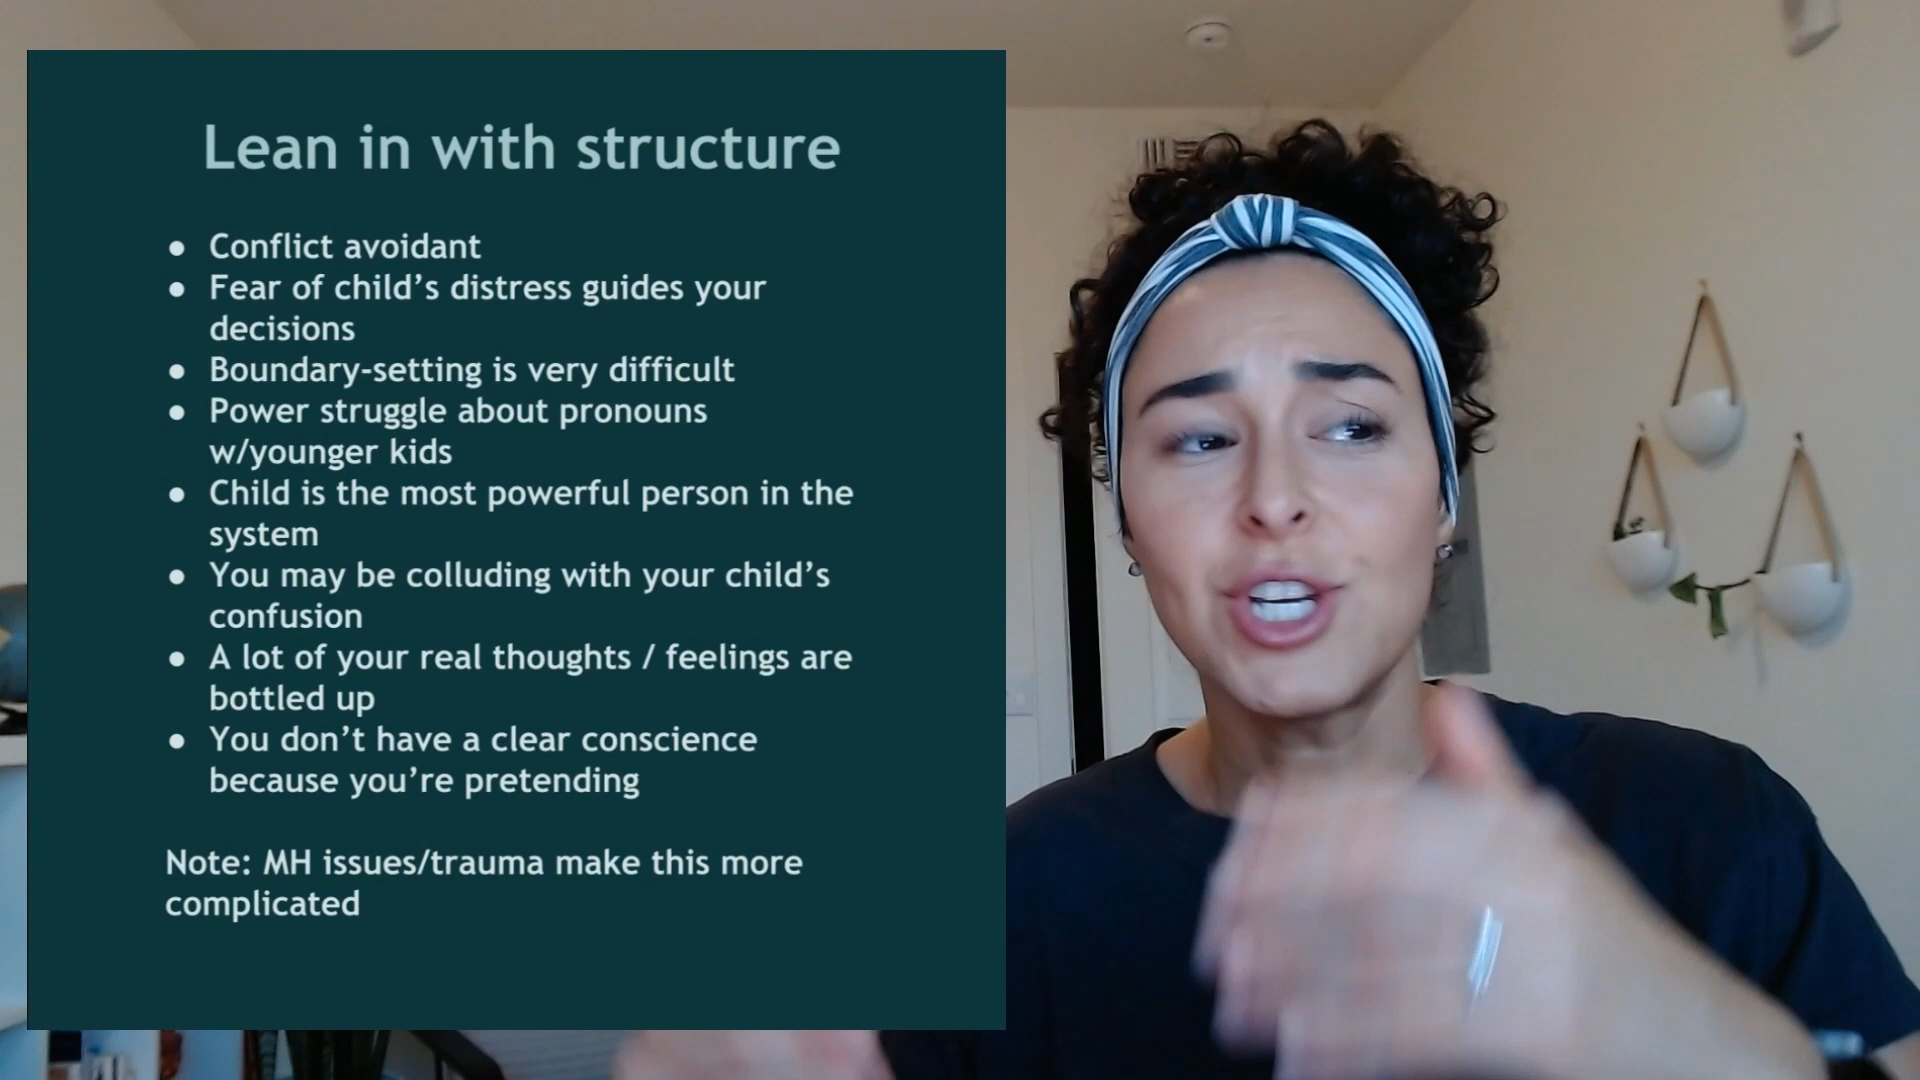 Lean in with structure
● Conflict avoidant
● Fear of child’s distress guides your
decisions
● Boundary-setting is very difficult
● Power struggle about pronouns
w/younger kids
● Child is the most powerful person in the
system
● You may be colluding with your child’s
confusion
● A lot of your real thoughts / feelings are
bottled up
● You don’t have a clear conscience
because you’re pretending
Note: MH issues/trauma make this more
complicated